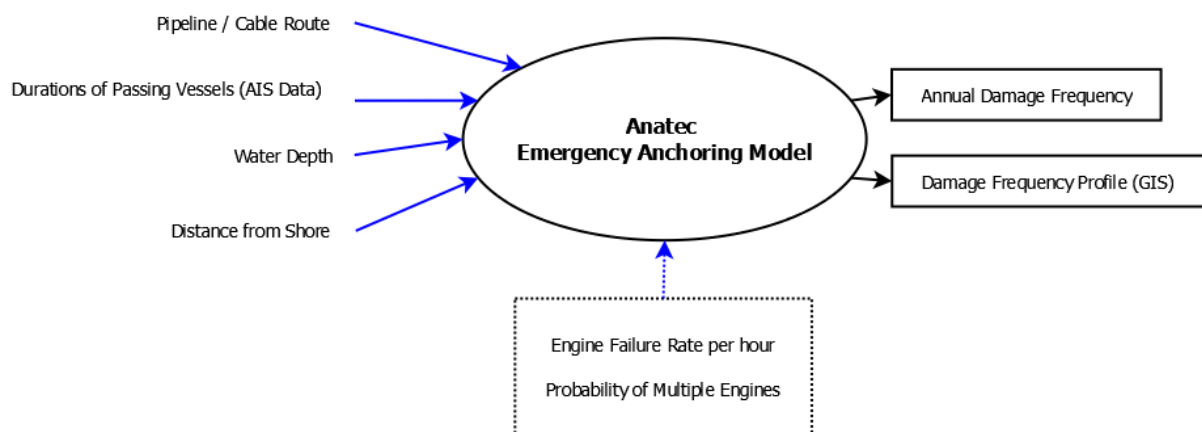 Pipeline / Cable Route
Durations of Passing Vessels (AIS Data)
Water Depth
Distance from Shore
Anatec
Emergency Anchoring Model
Annual Damage Frequency
Damage Frequency Profile (GIS)
Engine Failure Rate per hour
Probability of Multiple Engines